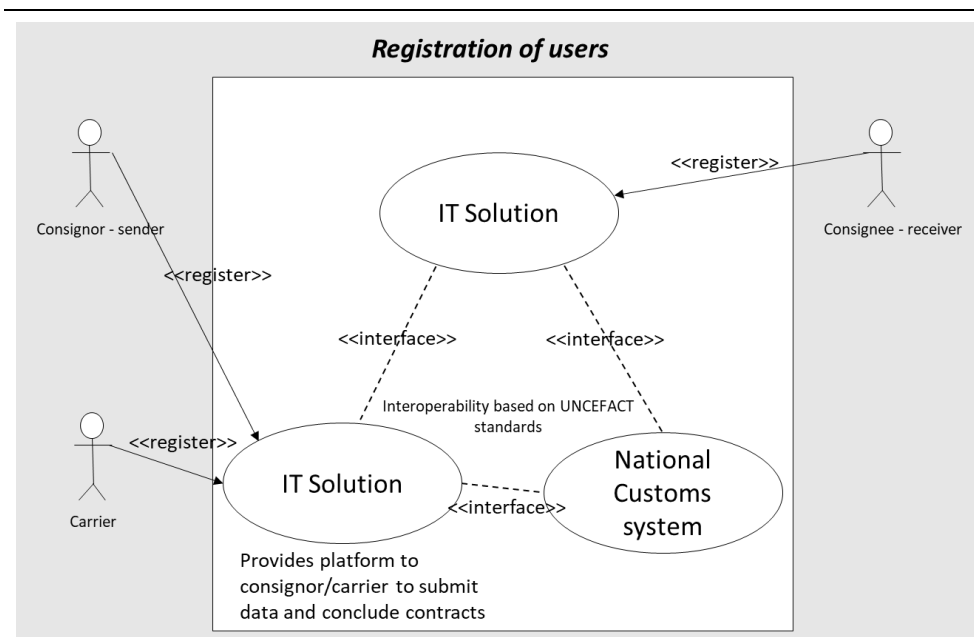 Registration of users
<<register>>
IT Solution
Consignor - sender
Consignee - receiver
<<register>>
<<interface>>
<<interface>>
Interoperability based on UNCEFACT
standards
<<register>>
IT Solution
National
Customs
system
<<interface>>
Carrier
Provides platform to
consignor/carrier to submit
data and conclude contracts